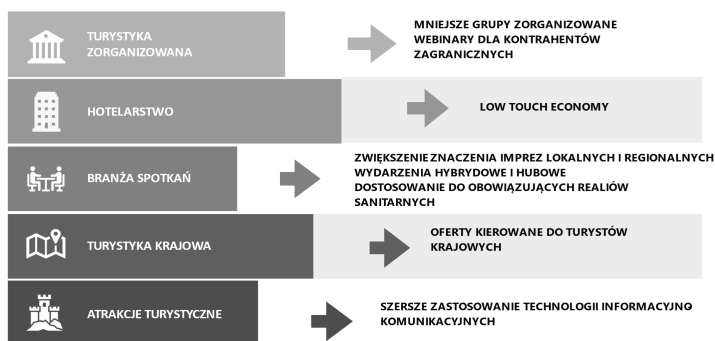 TURYSTYKA
ZORGANIZOWANA
MNIEJSZE GRUPY ZORGANIZOWANE
WEBINARY DLA KONTRAHENTÓW
ZAGRANICZNYCH
HOTELARSTWO
LOW TOUCH ECONOMY
BRANŻA SPOTKAŃ
ZWIĘKSZENIE ZNACZENIA IMPREZ LOKALNYCH I REGIONALNYCH
WYDARZENIA HYBRYDOWE I HUBOWE
DOSTOSOWANIE DO OBOWIĄZUJĄCYCH REALIÓW
SANITARNYCH
TURYSTYKA KRAJOWA
OFERTY KIEROWANE DO TURYSTÓW
KRAJOWYCH
ATRAKCJE TURYSTYCZNE
SZERSZE ZASTOSOWANIE TECHNOLOGII INFORMACYJNO-
KOMUNIKACYJNYCH